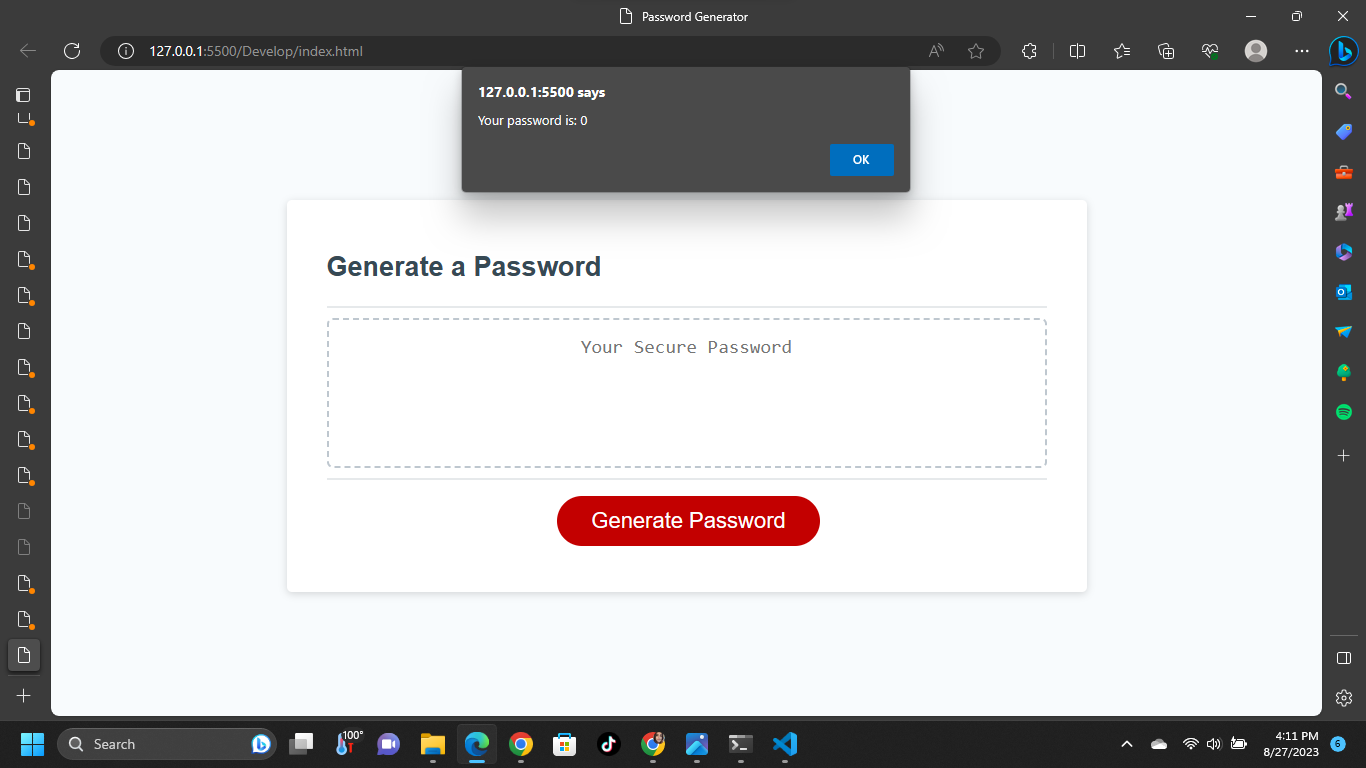 Password Generator
127.0.0.1:5500/Develop/index.html
127.0.0.1:5500 says
Your password is: 0
OK
Generate a Password
Your Secure Password
Generate Password
Search
100°
4:11 PM
8/27/2023
6